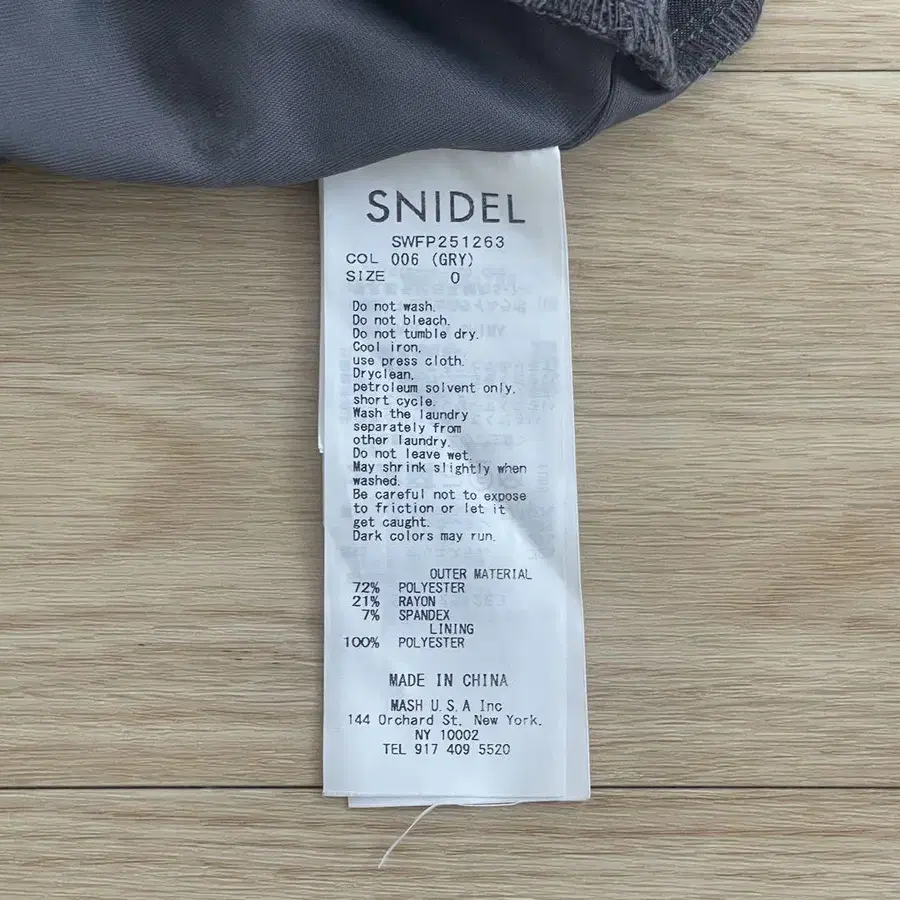 SNIDEL
SWFP251263
COL 006 (GRY)
SIZE 0
Do not wash.
Do not bleach.
Do not tumble dry.
Cool iron,
use press cloth.
Dryclean,
petroleum solvent only,
short cycle.
Wash the laundry
separately from
other laundry.
Do not leave wet.
May shrink slightly when
washed.
Be careful not to expose
to friction or let it
get caught.
Dark colors may run.
OUTER MATERIAL
72% POLYESTER
21% RAYON
7% SPANDEX
LINING
100% POLYESTER
MADE IN CHINA
MASH U.S.A Inc
144 Orchard St. New York.
NY 10002
TEL 917 409 5520